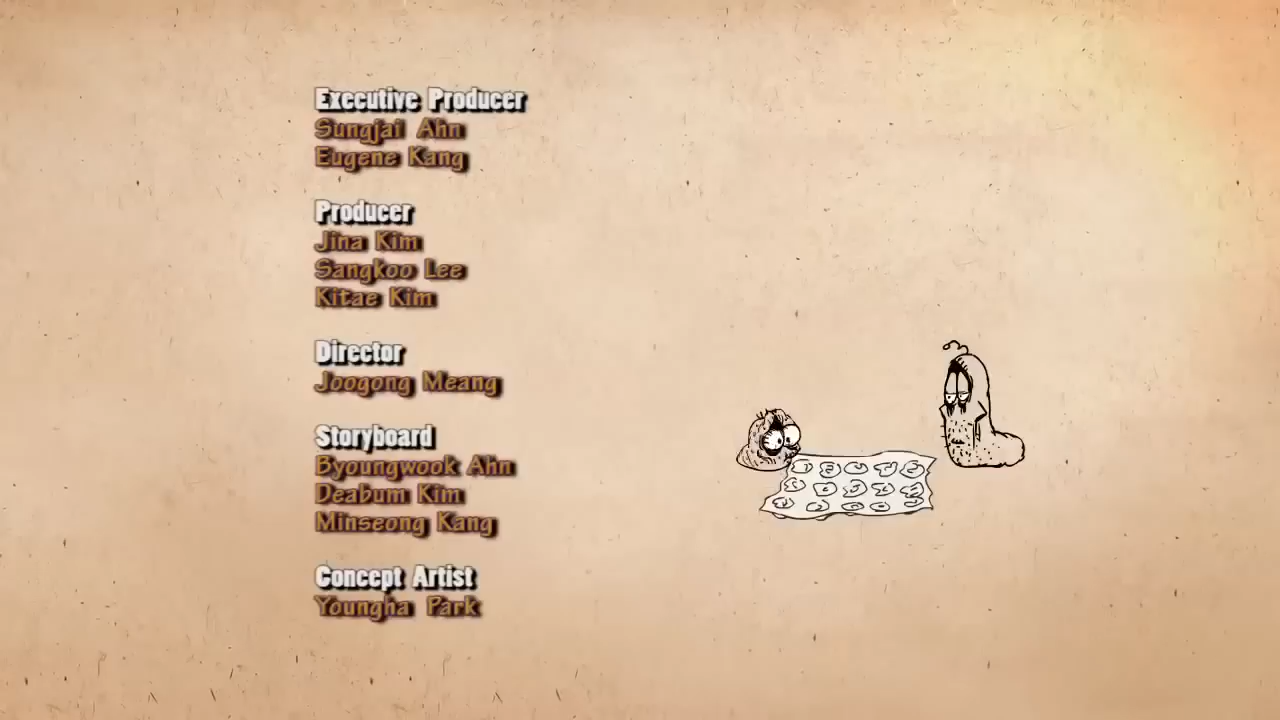 Executive Producer
Sungjai Ahn
Eugene Kang
Producer
Jina Kim
Sangkoo Lee
Kitae Kim
Director
Joogong Meang
Storyboard
Byoungwook Ahn
Deabum Kim
Minseong Kang
Concept Artist
Youngha Park